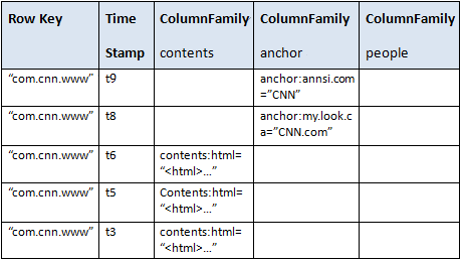 Row Key Time Stamp ColumnFamily contents ColumnFamily anchor ColumnFamily people
“com.cnn.www” t9 anchor:annsi.com
=”CNN”
“com.cnn.www” t8 anchor:my.look.c
a=”CNN.com”
“com.cnn.www” t6 contents:html=
“<html>…”
“com.cnn.www” t5 Contents:html=
“<html>…”
“com.cnn.www” t3 contents:html=
“<html>…”